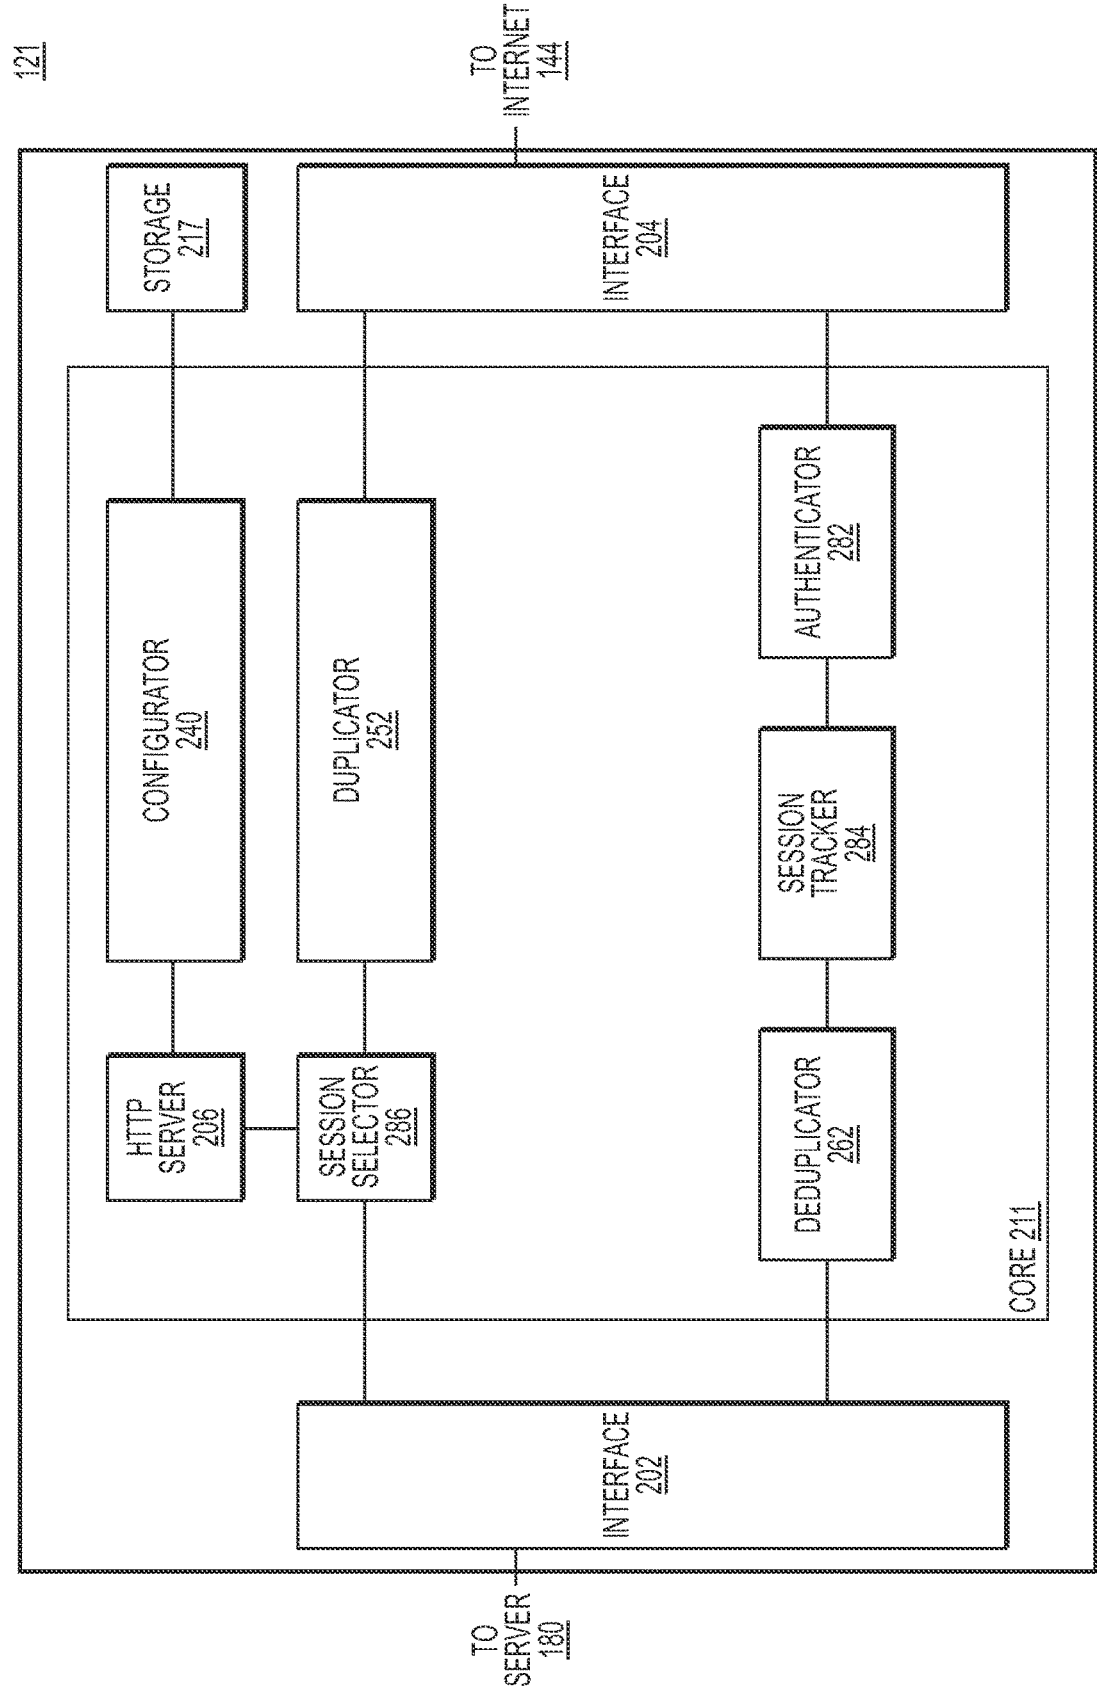 121
HTTP
SERVER
206
CONFIGURATOR
240
STORAGE
217
SESSION
SELECTOR
286
DUPLICATOR
252
TO
SERVER
180
INTERFACE
202
INTERFACE
204
TO
INTERNET
144
DEDUPLICATOR
262
SESSION
TRACKER
284
AUTHENTICATOR
282
CORE 211